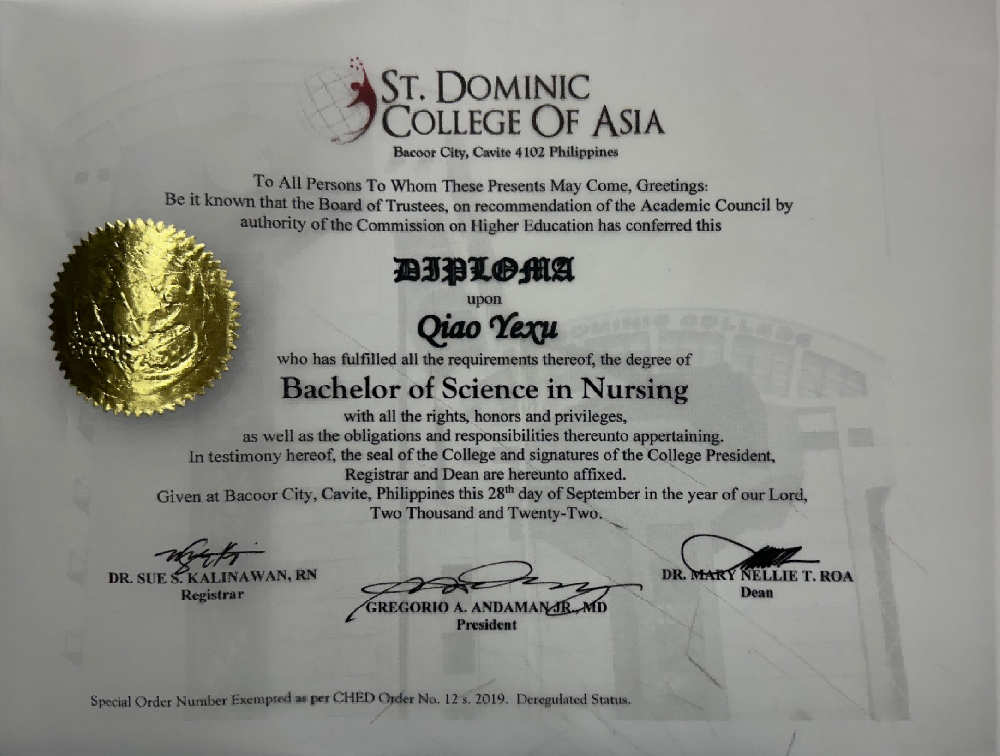 ST. DOMINIC
COLLEGE OF ASIA
Bacoor City, Cavite 4102 Philippines
To All Persons To Whom These Presents May Come, Greetings:
Be it known that the Board of Trustees, on recommendation of the Academic Council by
authority of the Commission on Higher Education has conferred this
DIPLOMA
upon
Qiao Yexu
who has fulfilled all the requirements thereof, the degree of
Bachelor of Science in Nursing
with all the rights, honors and privileges,
as well as the obligations and responsibilities thereunto appertaining.
In testimony hereof, the seal of the College and signatures of the College President,
Registrar and Dean are hereunto affixed.
Given at Bacoor City, Cavite, Philippines this 28th day of September in the year of our Lord,
Two Thousand and Twenty-Two.
DR. SUE S. KALINAWAN, RN
Registrar
GREGORIO A. ANDAMAN JR., MD
President
DR. MARY NELLIE T. ROA
Dean
Special Order Number Exempted as per CHED Order No. 12 s. 2019. Deregulated Status.